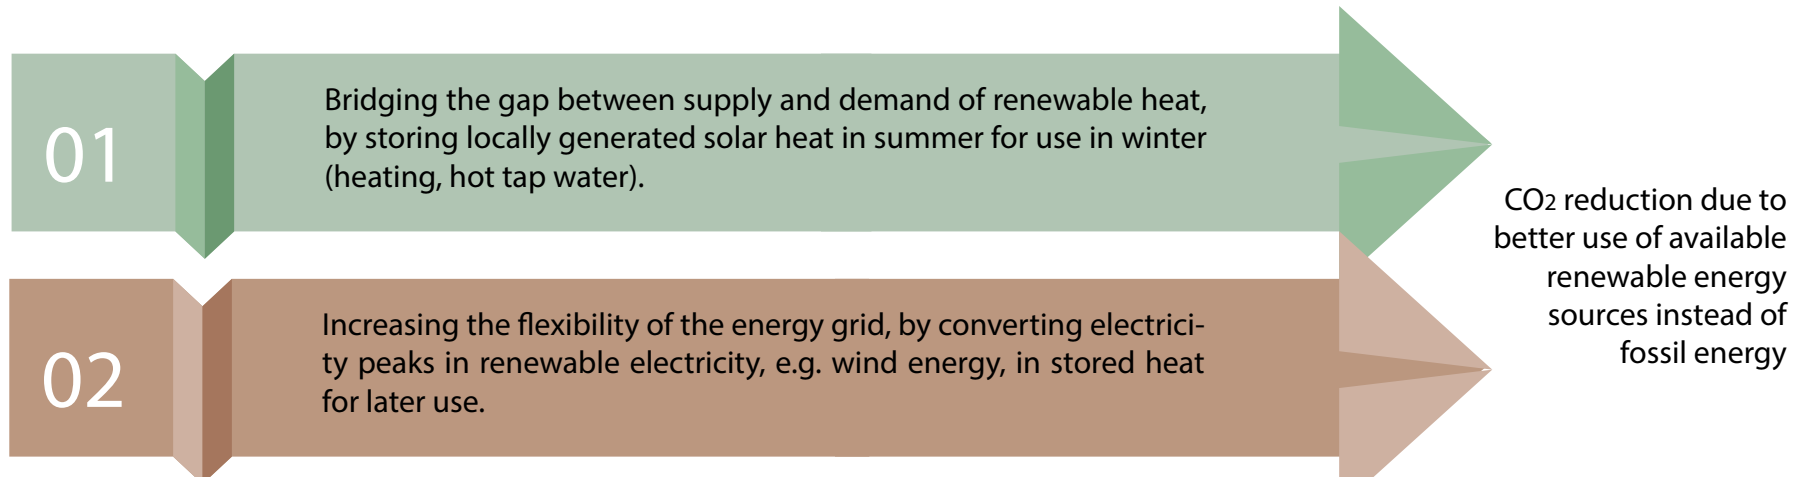 01
Bridging the gap between supply and demand of renewable heat,
by storing locally generated solar heat in summer for use in winter
(heating, hot tap water).
02
Increasing the flexibility of the energy grid, by converting electrici-
ty peaks in renewable electricity, e.g. wind energy, in stored heat
for later use.
CO2 reduction due to
better use of available
renewable energy
sources instead of
fossil energy